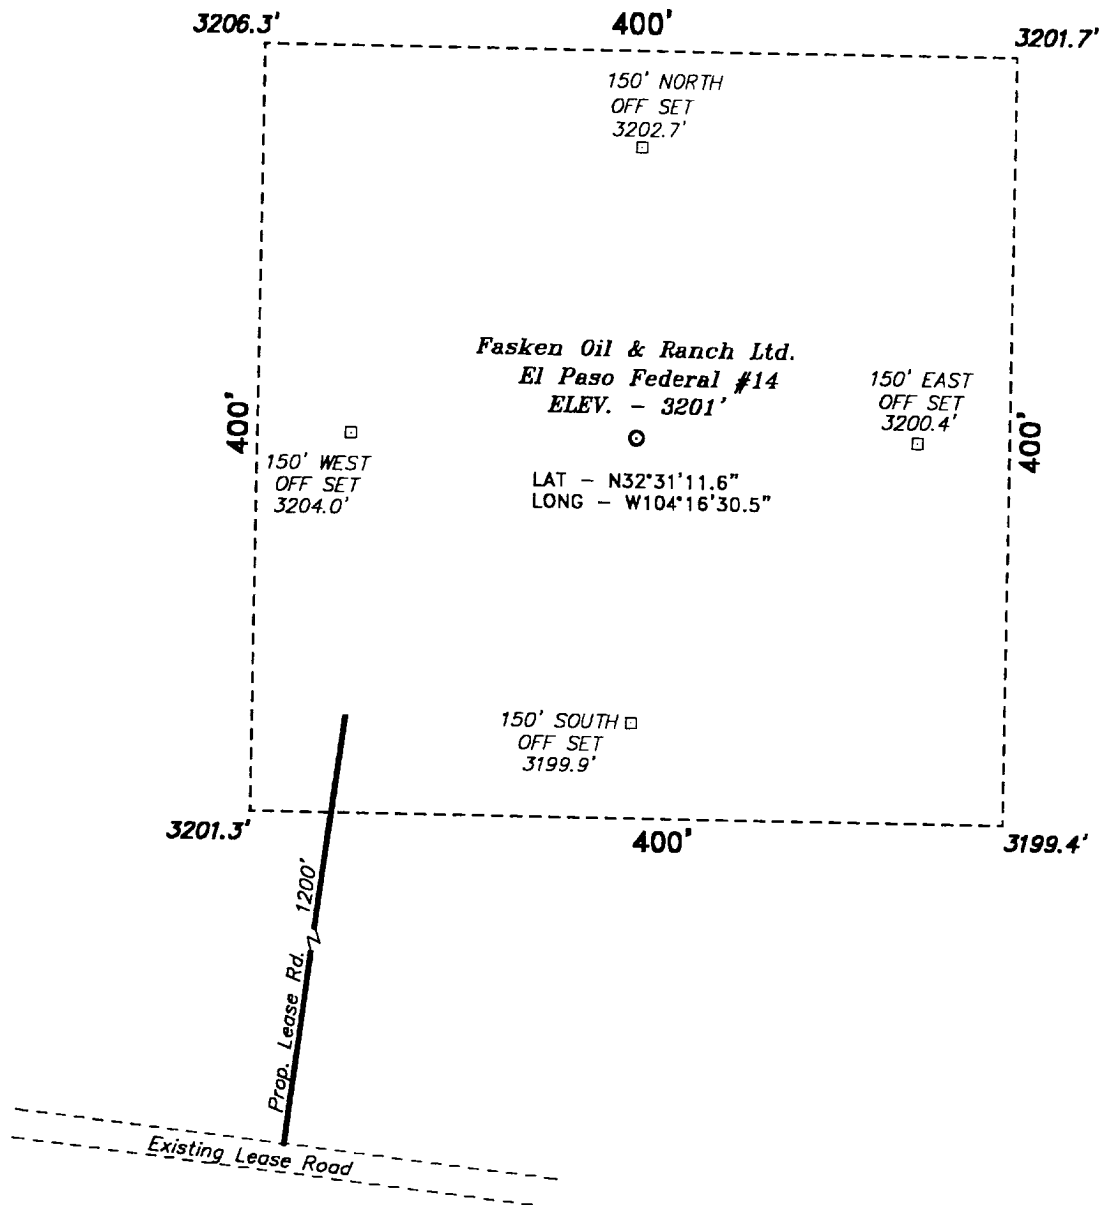 3206.3'
400'
3201.7'
150' NORTH
OFF SET
3202.7'
Fasken Oil & Ranch Ltd.
El Paso Federal #14
ELEV. - 3201'
150' EAST
OFF SET
3200.4'
400'
400'
150' WEST
OFF SET
3204.0'
LAT - N32°31'11.6"
LONG - W104°16'30.5"
150' SOUTH
OFF SET
3199.9'
3201.3'
400'
3199.4'
Prop. Lease Rd. 1200'
Existing Lease Road